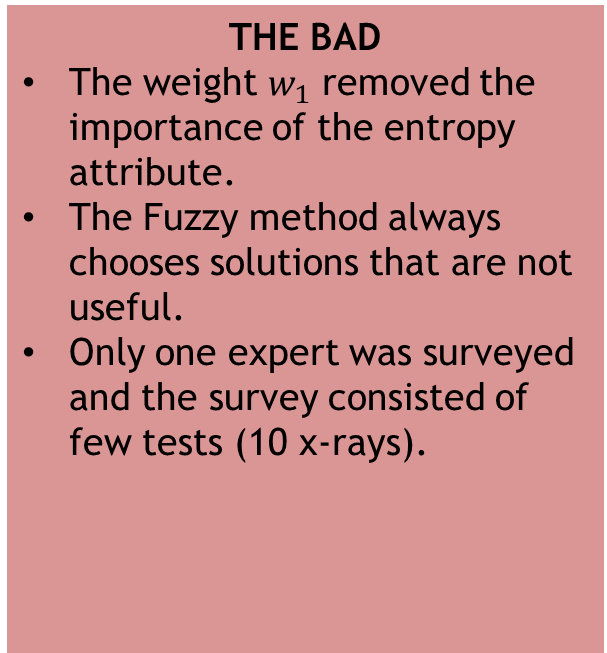 THE BAD
• The weight w₁ removed the
importance of the entropy
attribute.
• The Fuzzy method always
chooses solutions that are not
useful.
• Only one expert was surveyed
and the survey consisted of
few tests (10 x-rays).